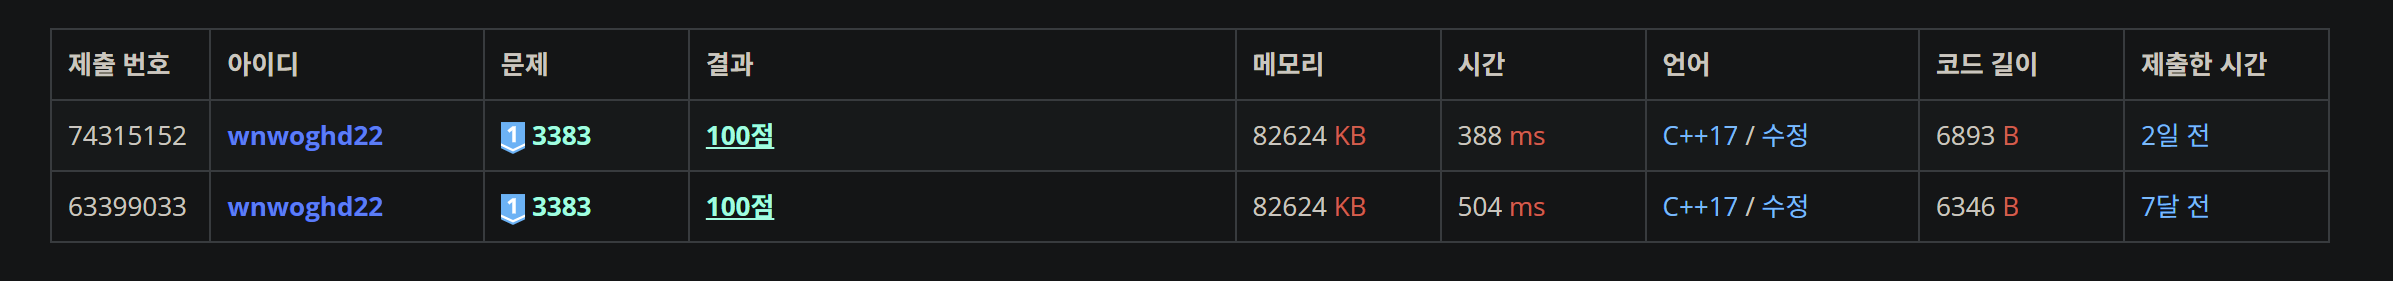 제출 번호 아이디 문제 결과 메모리 시간 언어 코드 길이 제출한 시간
74315152 wnwoghd22 1 3383 100점 82624 KB 388 ms C++17 / 수정 6893 B 2일 전
63399033 wnwoghd22 1 3383 100점 82624 KB 504 ms C++17 / 수정 6346 B 7달 전